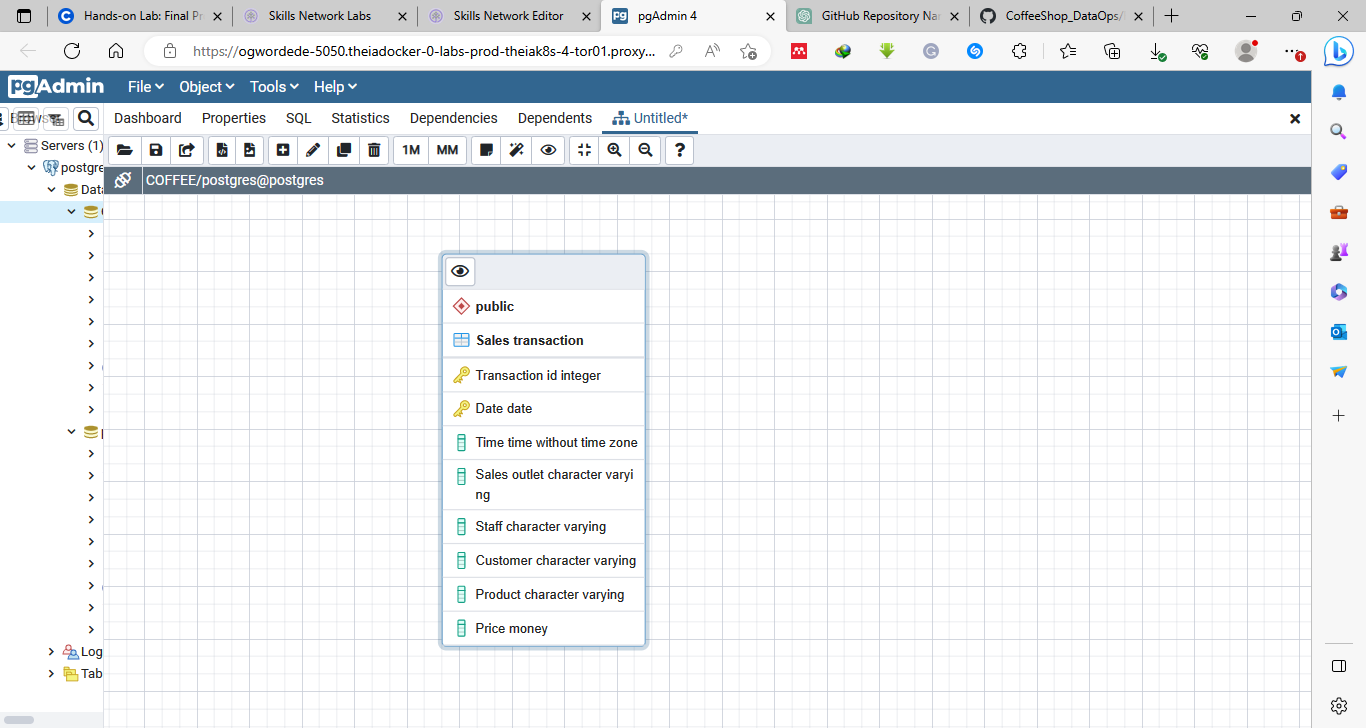 Hands-on Lab: Final Pr
Skills Network Labs
Skills Network Editor
pgAdmin 4
GitHub Repository Nar
CoffeeShop_DataOps/
https://ogwordede-5050.theiadocker-0-labs-prod-theiak8s-4-tor01.proxy...
pgAdmin
File
Object
Tools
Help
Dashboard
Properties
SQL
Statistics
Dependencies
Dependents
Untitled*
Servers (1)
postgre
Data
Log
Tab
1M
MM
?
COFFEE/postgres@postgres
public
Sales transaction
Transaction id integer
Date date
Time time without time zone
Sales outlet character varyi
ng
Staff character varying
Customer character varying
Product character varying
Price money